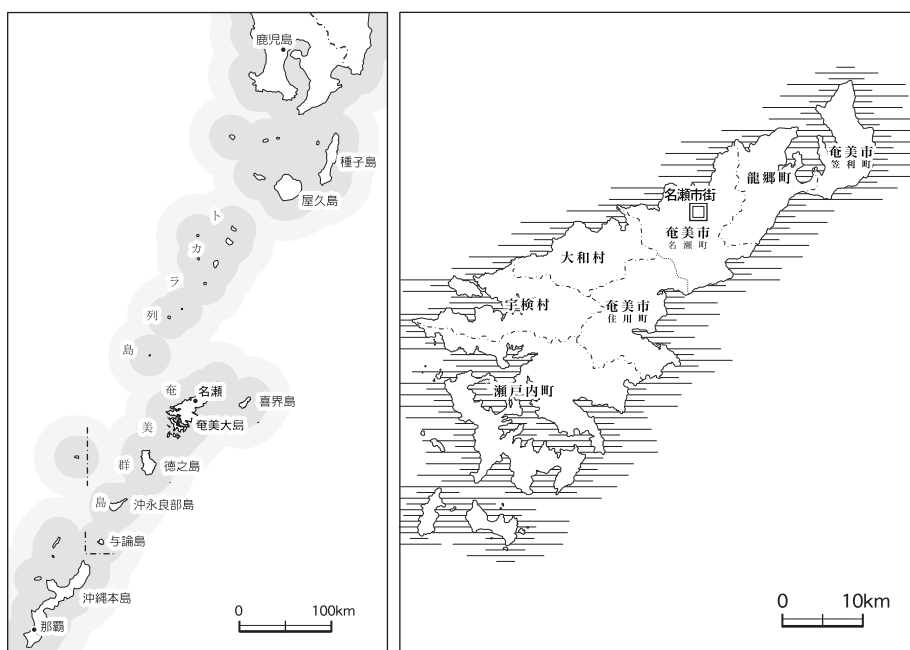 鹿児島
種子島
屋久島
トカラ列島
奄美群島
名瀬
喜界島
奄美大島
徳之島
沖永良部島
与論島
沖縄本島
那覇
0 100km
奄美市
笠利町
龍郷町
名瀬市街
奄美市
名瀬町
大和村
宇検村
奄美市
住用町
瀬戸内町
0 10km